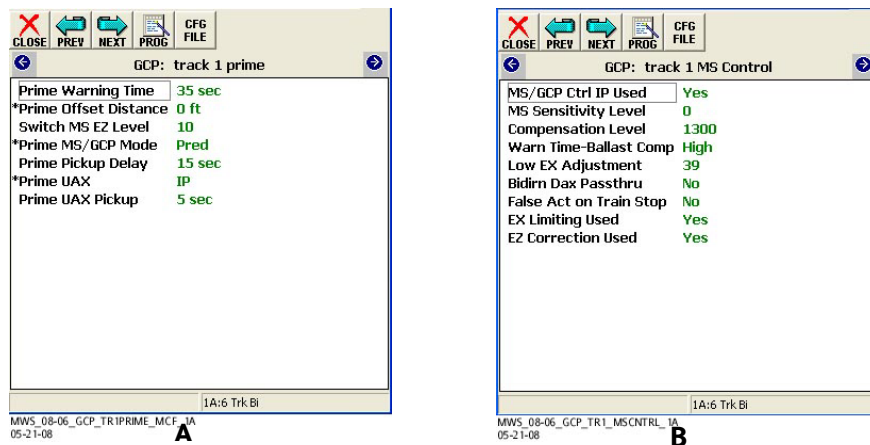 CLOSE PREV NEXT PROG CFG FILE
GCP: track 1 prime
Prime Warning Time 35 sec
*Prime Offset Distance 0 ft
Switch MS EZ Level 10
*Prime MS/GCP Mode Pred
Prime Pickup Delay 15 sec
*Prime UAX IP
Prime UAX Pickup 5 sec
1A:6 Trk Bi
MWS_08-06_GCP_TR1PRIME_MCF_1A
05-21-08
A
CLOSE PREV NEXT PROG CFG FILE
GCP: track 1 MS Control
MS/GCP Ctrl IP Used Yes
MS Sensitivity Level 0
Compensation Level 1300
Warn Time-Ballast Comp High
Low EX Adjustment 39
Bidirn Dax Passthru No
False Act on Train Stop No
EX Limiting Used Yes
EZ Correction Used Yes
1A:6 Trk Bi
MWS_08-06_GCP_TR1_MSCNTRL_1A
05-21-08
B